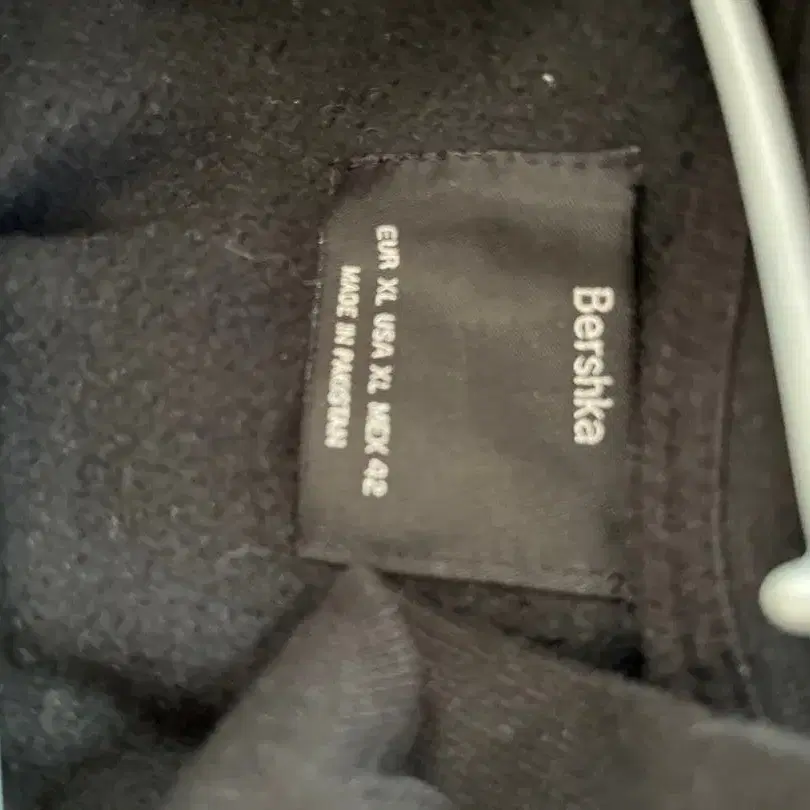 Bershka
EUR XL USA XL MEX 42
MADE IN PAKISTAN